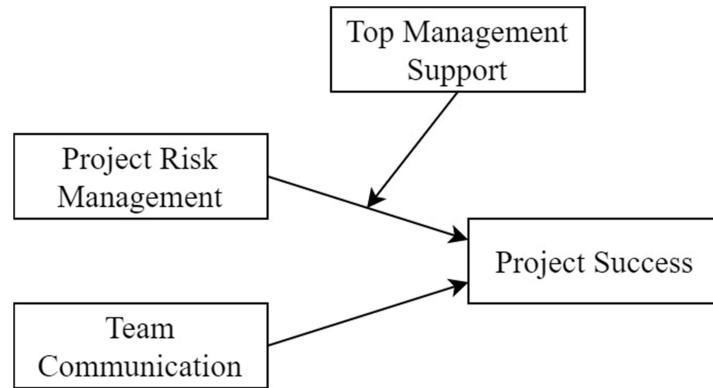 Top Management
Support
Project Risk
Management
Project Success
Team
Communication